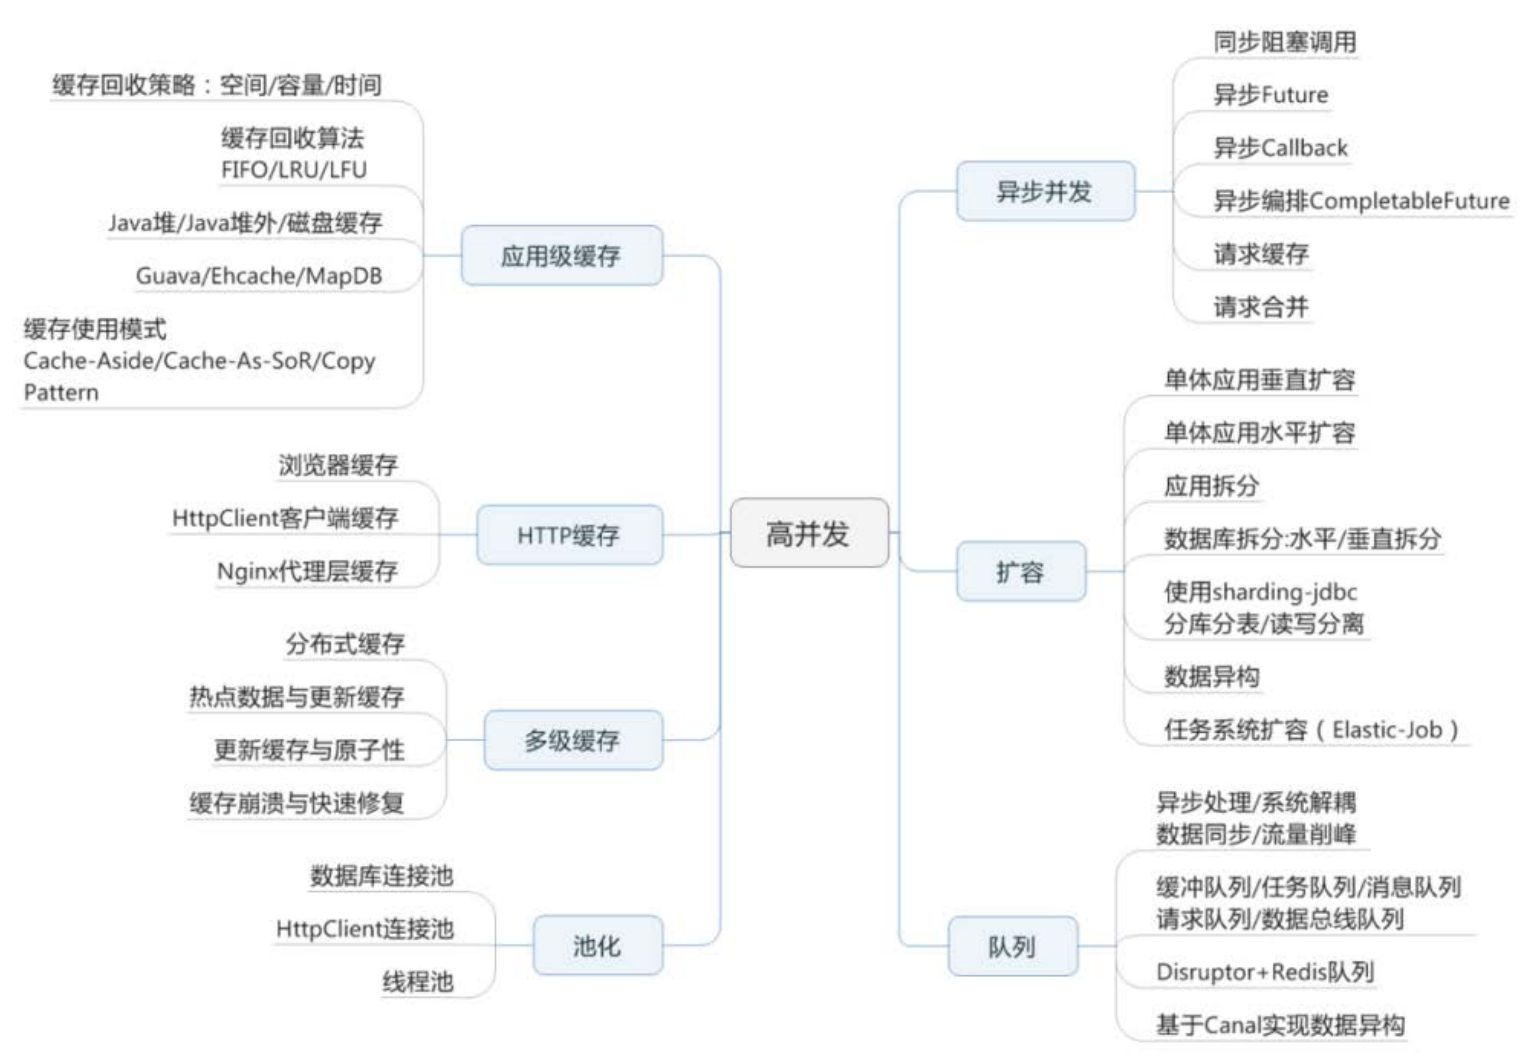 高并发
应用级缓存
缓存回收策略：空间/容量/时间
缓存回收算法
FIFO/LRU/LFU
Java堆/Java堆外/磁盘缓存
Guava/Ehcache/MapDB
缓存使用模式
Cache-Aside/Cache-As-SoR/Copy
Pattern
HTTP缓存
浏览器缓存
HttpClient客户端缓存
Nginx代理层缓存
多级缓存
分布式缓存
热点数据与更新缓存
更新缓存与原子性
缓存崩溃与快速修复
池化
数据库连接池
HttpClient连接池
线程池
异步并发
同步阻塞调用
异步Future
异步Callback
异步编排CompletableFuture
请求缓存
请求合并
扩容
单体应用垂直扩容
单体应用水平扩容
应用拆分
数据库拆分:水平/垂直拆分
使用sharding-jdbc
分库分表/读写分离
数据异构
任务系统扩容（Elastic-Job）
队列
异步处理/系统解耦
数据同步/流量削峰
缓冲队列/任务队列/消息队列
请求队列/数据总线队列
Disruptor+Redis队列
基于Canal实现数据异构